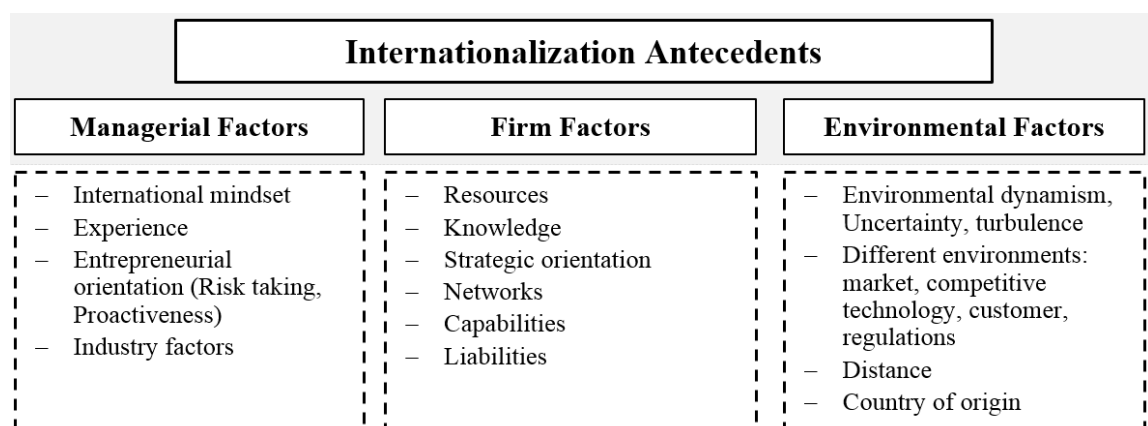 Internationalization Antecedents
Managerial Factors
– International mindset
– Experience
– Entrepreneurial
orientation (Risk taking,
Proactiveness)
– Industry factors
Firm Factors
– Resources
– Knowledge
– Strategic orientation
– Networks
– Capabilities
– Liabilities
Environmental Factors
– Environmental dynamism,
Uncertainty, turbulence
– Different environments:
market, competitive
technology, customer,
regulations
– Distance
– Country of origin